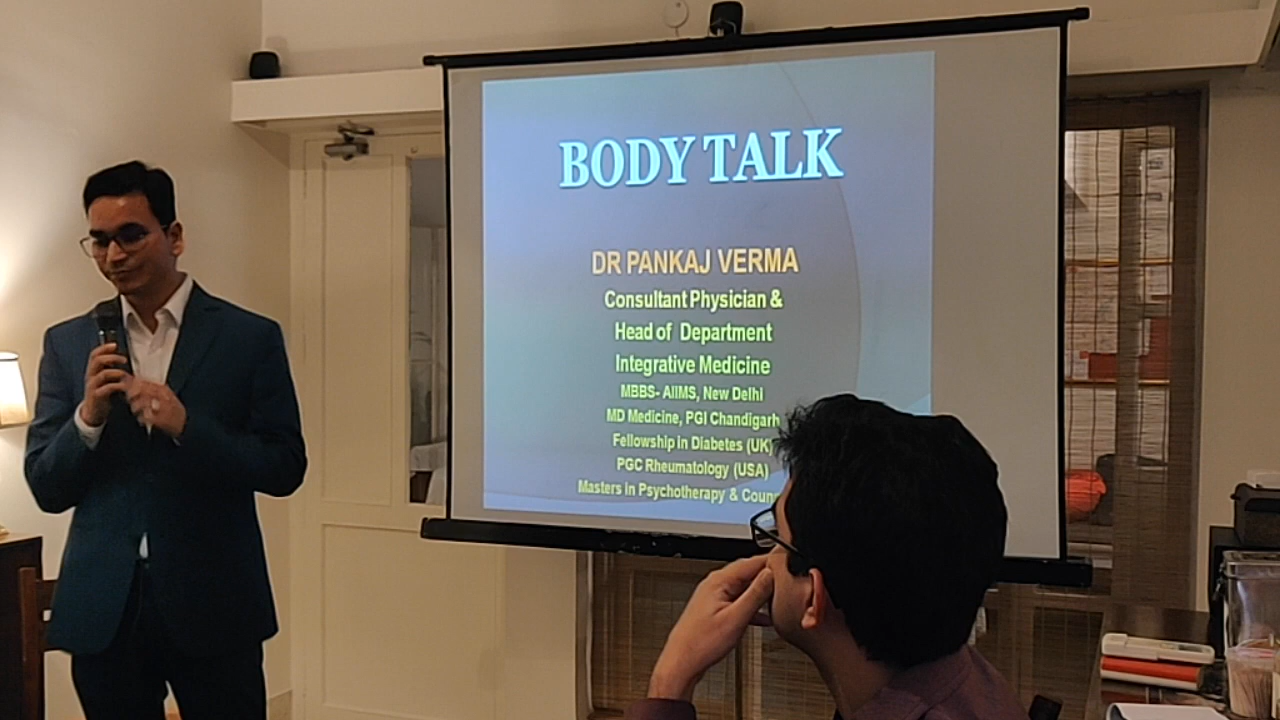 BODY TALK
DR PANKAJ VERMA
Consultant Physician &
Head of Department
Integrative Medicine
MBBS- AIIMS, New Delhi
MD Medicine, PGI Chandigarh
Fellowship in Diabetes (UK)
PGC Rheumatology (USA)
Masters in Psychotherapy &